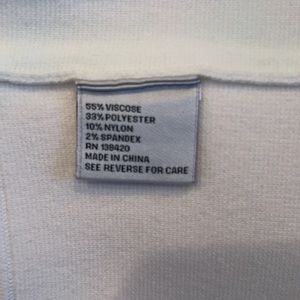 55% VISCOSE
33% POLYESTER
10% NYLON
2% SPANDEX
RN 138420
MADE IN CHINA
SEE REVERSE FOR CARE